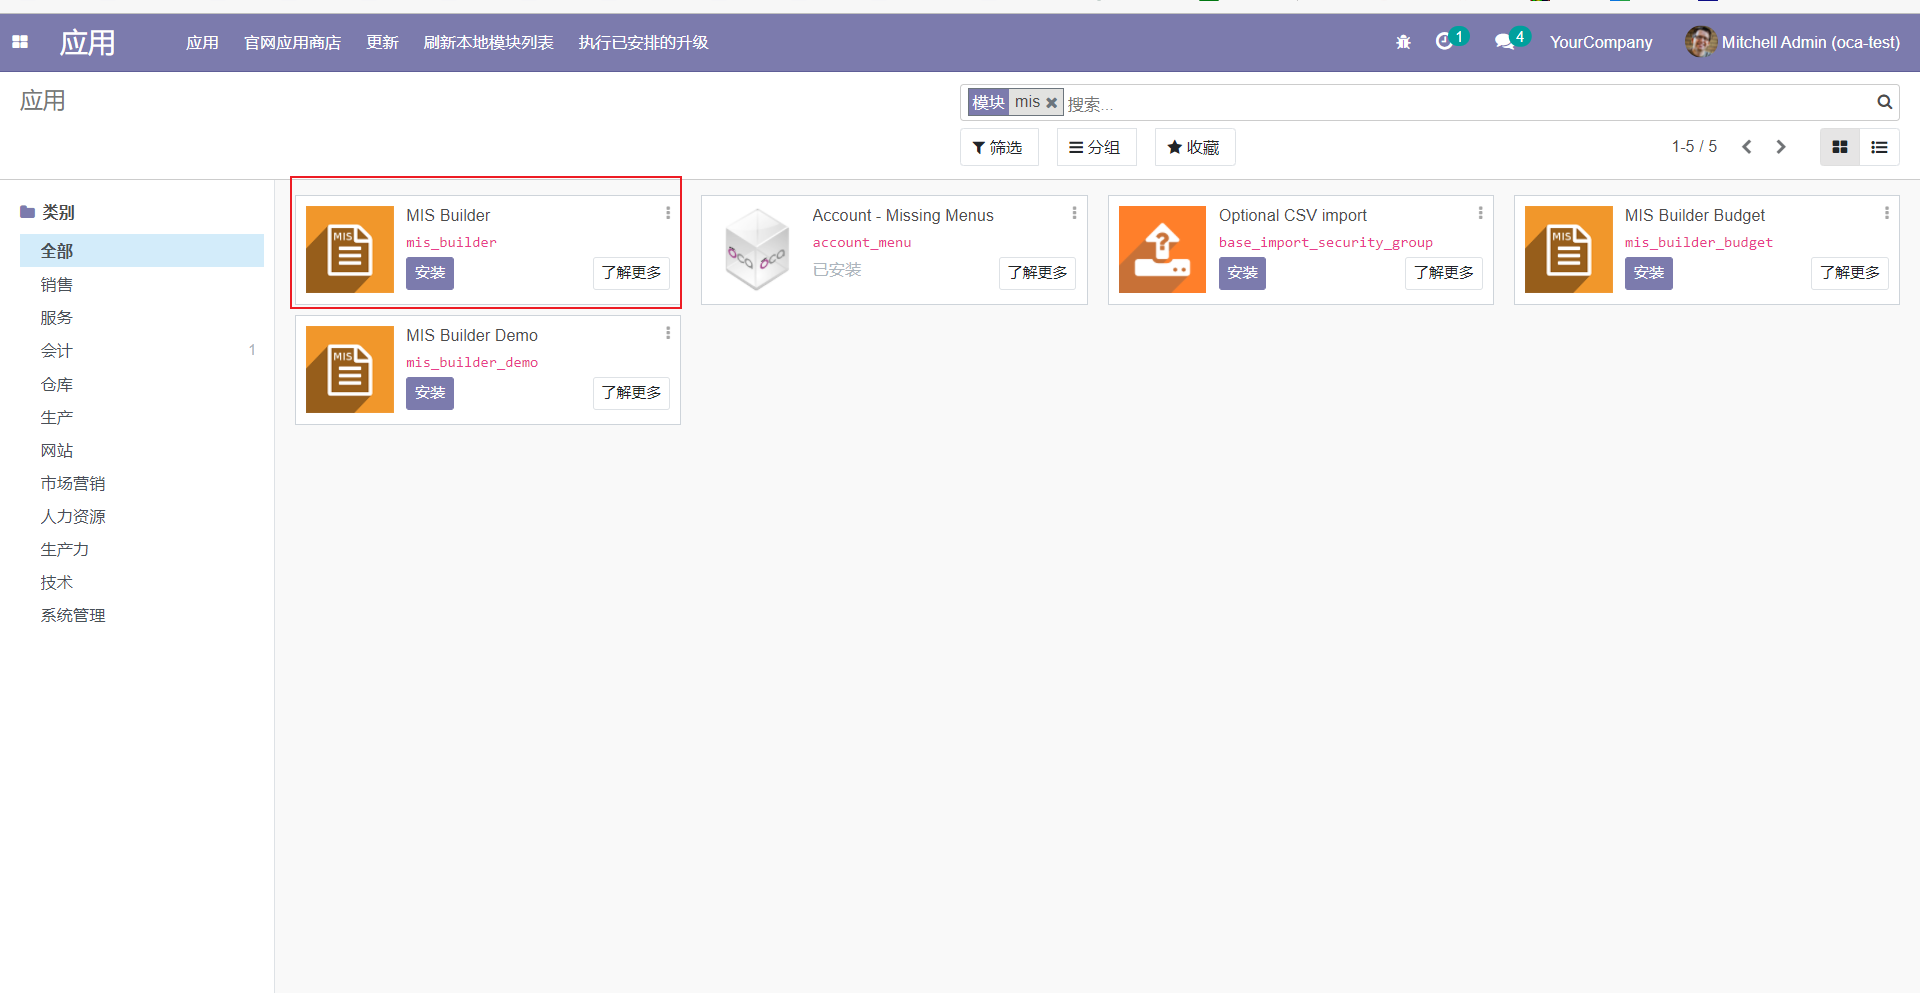 应用
应用 官网应用商店 更新 刷新本地模块列表 执行已安排的升级
1 4 YourCompany Mitchell Admin (oca-test)
应用
模块 mis 搜索...
筛选 分组 收藏 1-5 / 5
类别
全部
销售
服务
会计 1
仓库
生产
网站
市场营销
人力资源
生产力
技术
系统管理
MIS
MIS Builder
mis_builder
安装 了解更多
oca oca
Account - Missing Menus
account_menu
已安装 了解更多
Optional CSV import
base_import_security_group
安装 了解更多
MIS
MIS Builder Budget
mis_builder_budget
安装 了解更多
MIS
MIS Builder Demo
mis_builder_demo
安装 了解更多